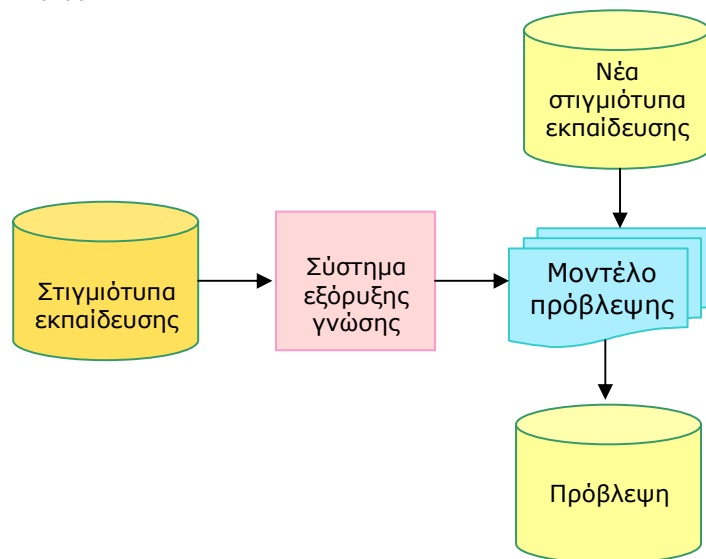 Νέα
στιγμιότυπα
εκπαίδευσης
Στιγμιότυπα
εκπαίδευσης
Σύστημα
εξόρυξης
γνώσης
Μοντέλο
πρόβλεψης
Πρόβλεψη